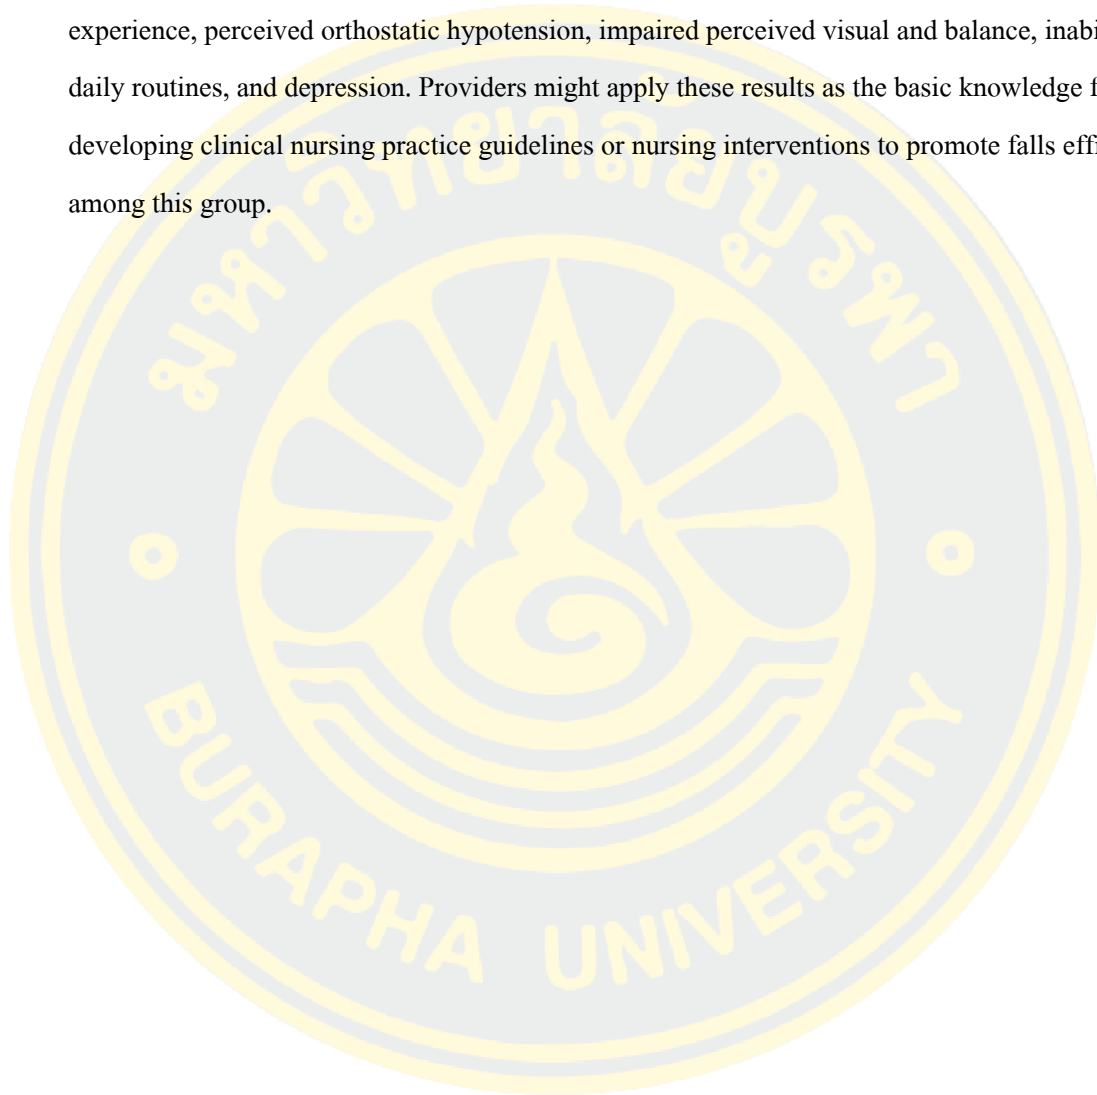 experience, perceived orthostatic hypotension, impaired perceived visual and balance, inabi
daily routines, and depression. Providers might apply these results as the basic knowledge f
developing clinical nursing practice guidelines or nursing interventions to promote falls effi
among this group.
มหาวิทยาลัยบูรพา
BURAPHA UNIVERSITY